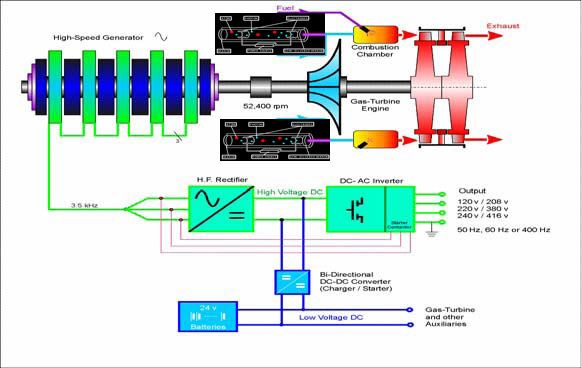 Fuel
Exhaust
High-Speed Generator
Combustion
Chamber
52,400 rpm
Gas-Turbine
Engine
3
H.F. Rectifier
High Voltage DC
DC- AC Inverter
Output
3.5 kHz
120 v / 208 v
220 v / 380 v
240 v / 416 v
Starter
50 Hz, 60 Hz or 400 Hz
Bi-Directional
DC-DC Converter
(Charger / Starter)
24 v
Batteries
Low Voltage DC
Gas-Turbine
and other
Auxiliaries